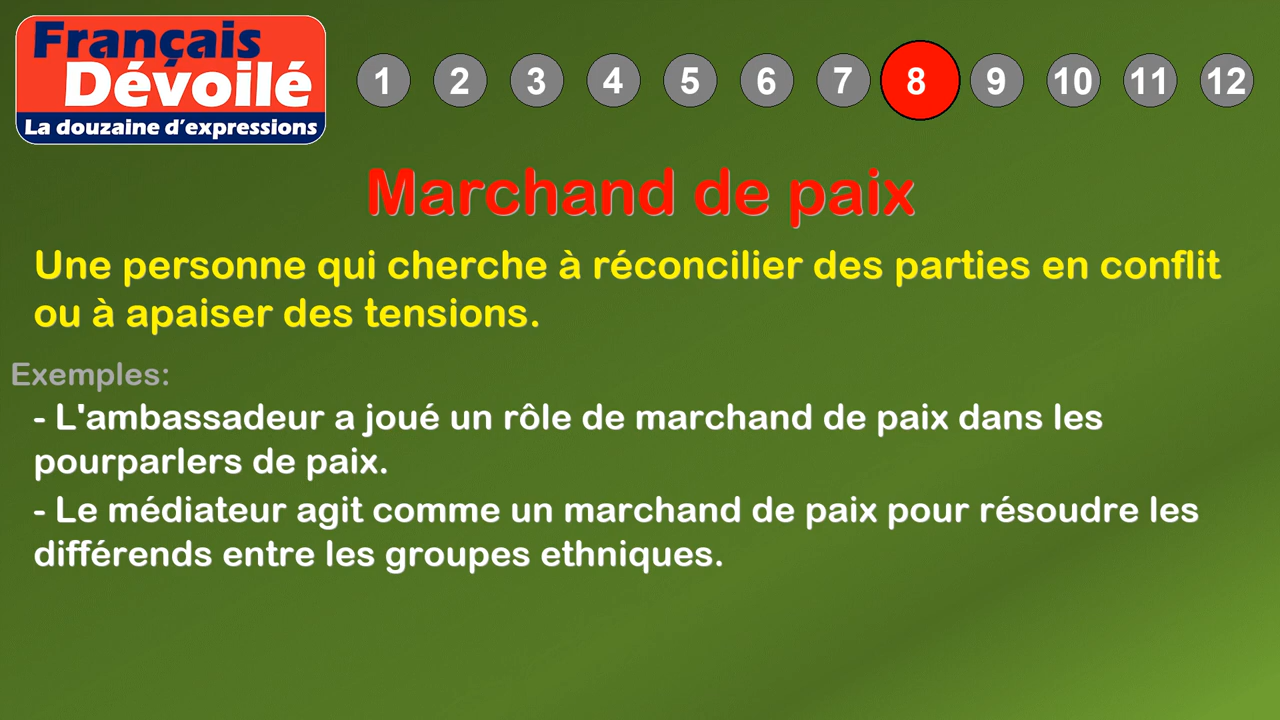 Français
Dévoilé
La douzaine d'expressions
1 2 3 4 5 6 7 8 9 10 11 12
Marchand de paix
Une personne qui cherche à réconcilier des parties en conflit
ou à apaiser des tensions.
Exemples:
- L'ambassadeur a joué un rôle de marchand de paix dans les
pourparlers de paix.
- Le médiateur agit comme un marchand de paix pour résoudre les
différends entre les groupes ethniques.